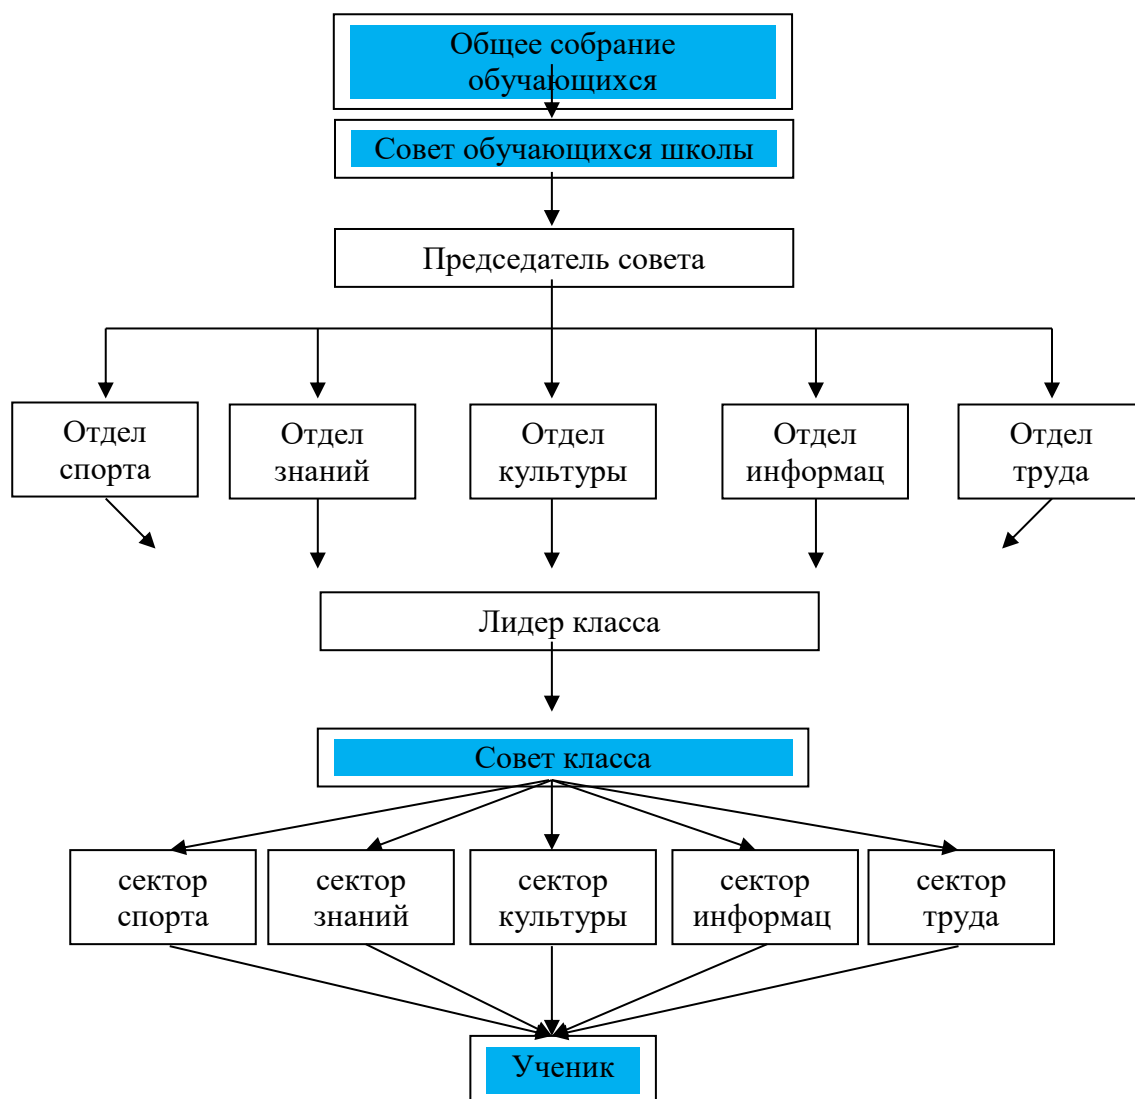 Общее собрание
обучающихся
Совет обучающихся школы
Председатель совета
Отдел
спорта
Отдел
знаний
Отдел
культуры
Отдел
информац
Отдел
труда
Лидер класса
Совет класса
сектор
спорта
сектор
знаний
сектор
культуры
сектор
информац
сектор
труда
Ученик